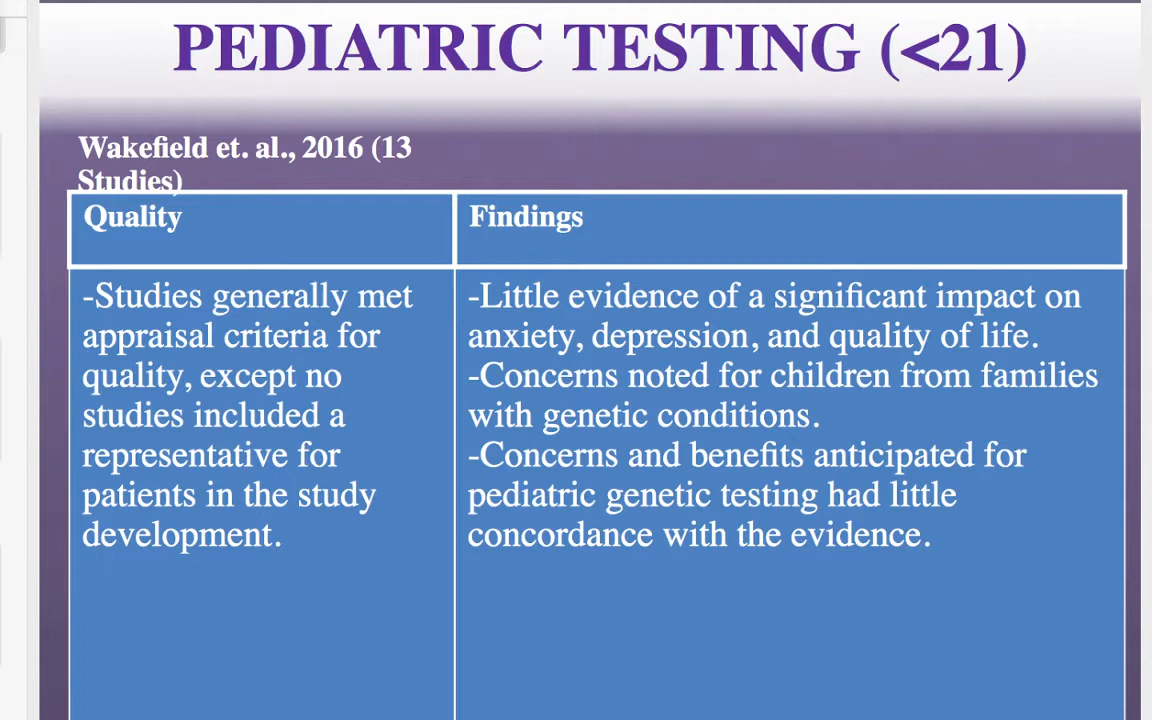 PEDIATRIC TESTING (<21)
Wakefield et. al., 2016 (13
Studies)
Quality
Findings
-Studies generally met
appraisal criteria for
quality, except no
studies included a
representative for
patients in the study
development.
-Little evidence of a significant impact on
anxiety, depression, and quality of life.
-Concerns noted for children from families
with genetic conditions.
-Concerns and benefits anticipated for
pediatric genetic testing had little
concordance with the evidence.